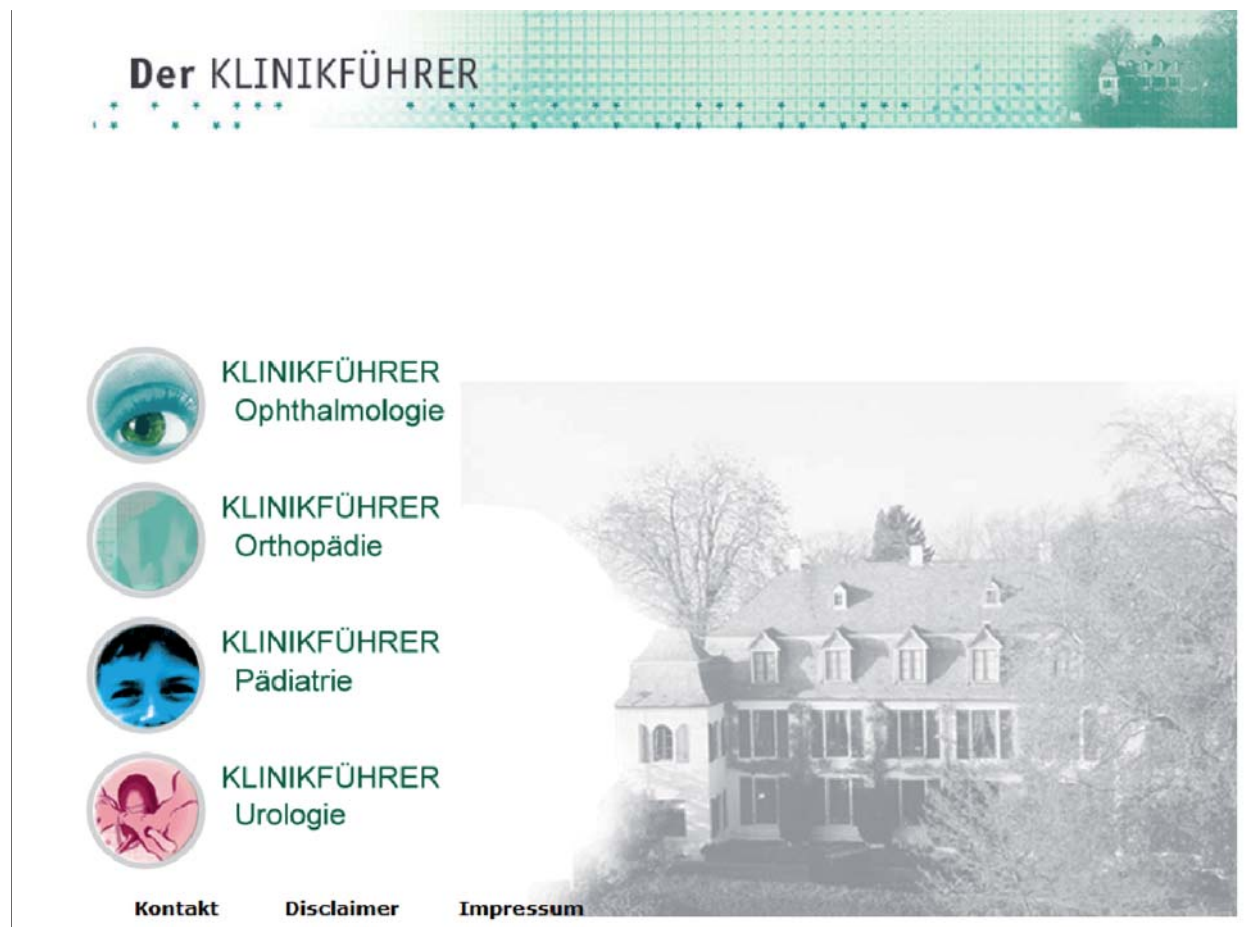 Der KLINIKFÜHRER
KLINIKFÜHRER
Ophthalmologie
KLINIKFÜHRER
Orthopädie
KLINIKFÜHRER
Pädiatrie
KLINIKFÜHRER
Urologie
Kontakt Disclaimer Impressum